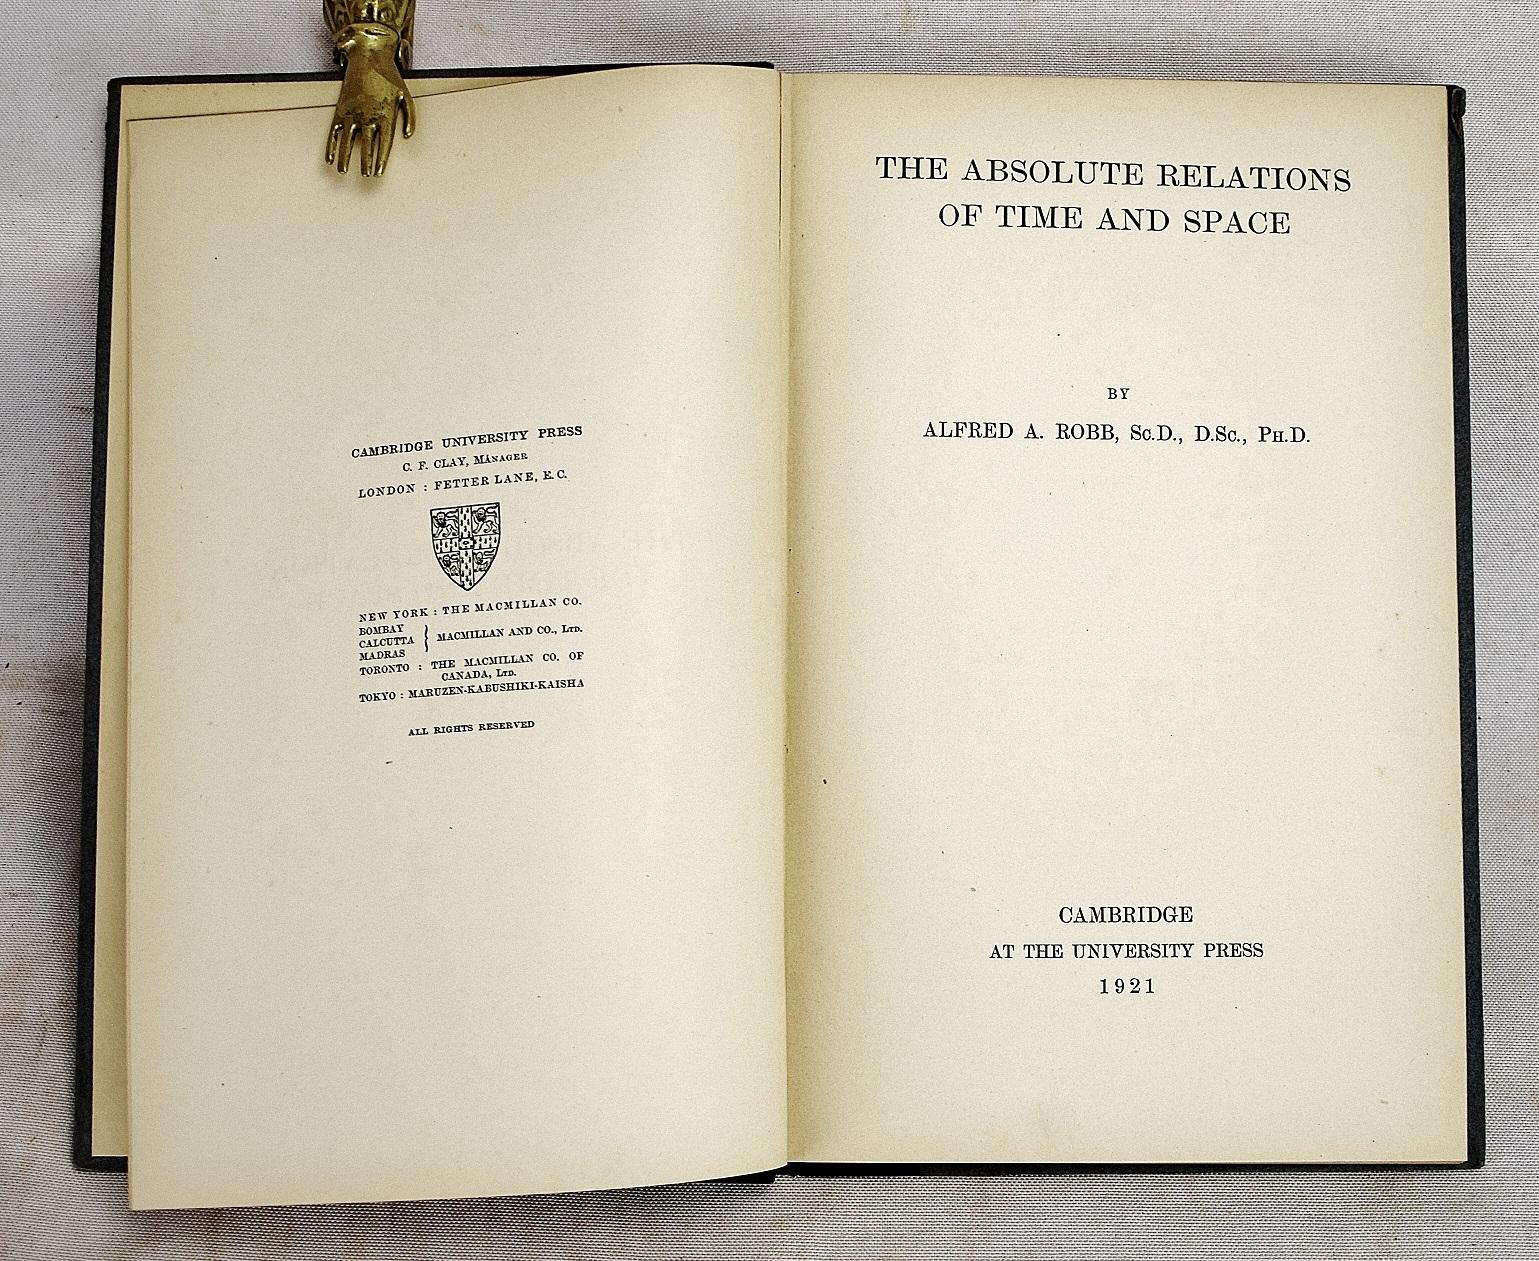 CAMBRIDGE UNIVERSITY PRESS
C. F. CLAY, MANAGER
LONDON : FETTER LANE, E.C.
NEW YORK : THE MACMILLAN CO.
BOMBAY
CALCUTTA } MACMILLAN AND CO., LTD.
MADRAS
TORONTO : THE MACMILLAN CO. OF
CANADA, LTD.
TOKYO : MARUZEN-KABUSHIKI-KAISHA
ALL RIGHTS RESERVED
THE ABSOLUTE RELATIONS
OF TIME AND SPACE
BY
ALFRED A. ROBB, Sc.D., D.Sc., Ph.D.
CAMBRIDGE
AT THE UNIVERSITY PRESS
1921